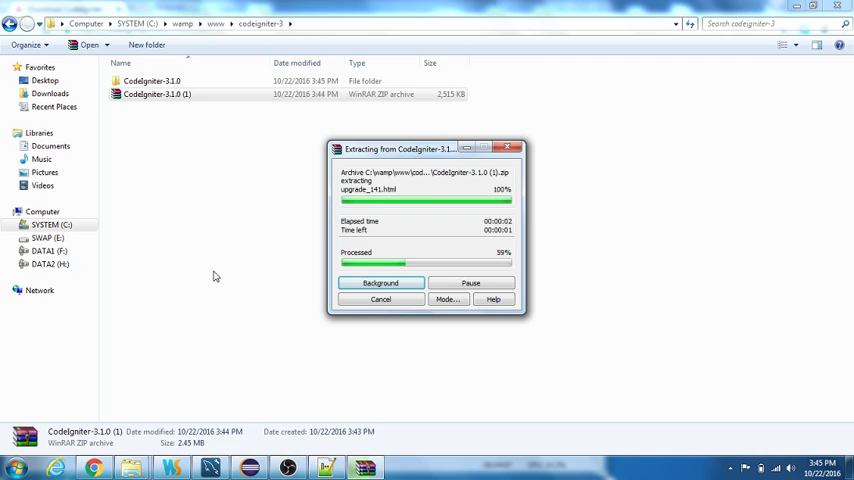 Computer ▸ SYSTEM (C:) ▸ wamp ▸ www ▸ codeigniter-3 ▸
Search codeigniter-3
Organize
Open
New folder
Name
Date modified
Type
Size
Favorites
Desktop
Downloads
Recent Places
Libraries
Documents
Music
Pictures
Videos
Computer
SYSTEM (C:)
SWAP (E:)
DATA1 (F:)
DATA2 (H:)
Network
CodeIgniter-3.1.0 10/22/2016 3:45 PM File folder
CodeIgniter-3.1.0 (1) 10/22/2016 3:44 PM WinRAR ZIP archive 2,515 KB
Extracting from CodeIgniter-3.1....
Archive C:\wamp\www\cod...\CodeIgniter-3.1.0 (1).zip
extracting
upgrade_141.html 100%
Elapsed time 00:00:02
Time left 00:00:01
Processed 59%
Background
Pause
Cancel
Mode...
Help
CodeIgniter-3.1.0 (1) Date modified: 10/22/2016 3:44 PM Date created: 10/22/2016 3:43 PM
WinRAR ZIP archive Size: 2.45 MB
3:45 PM
10/22/2016